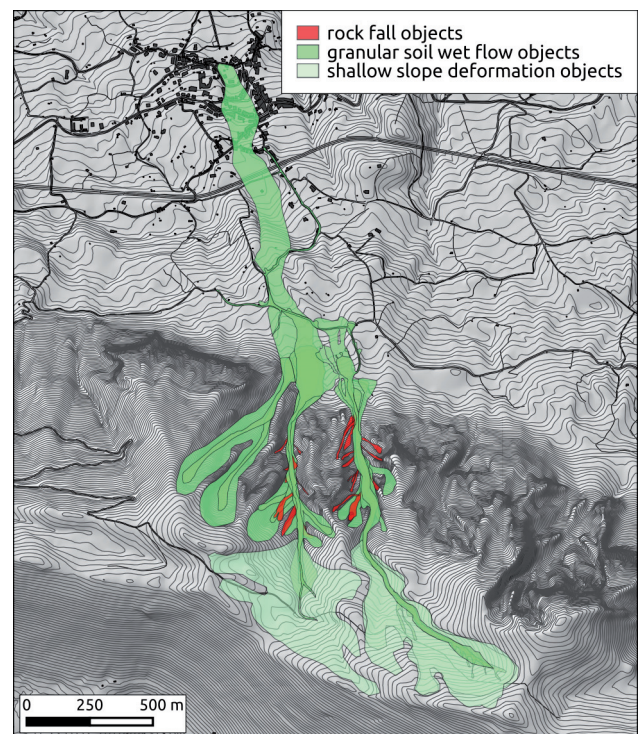 rock fall objects
granular soil wet flow objects
shallow slope deformation objects
0 250 500 m